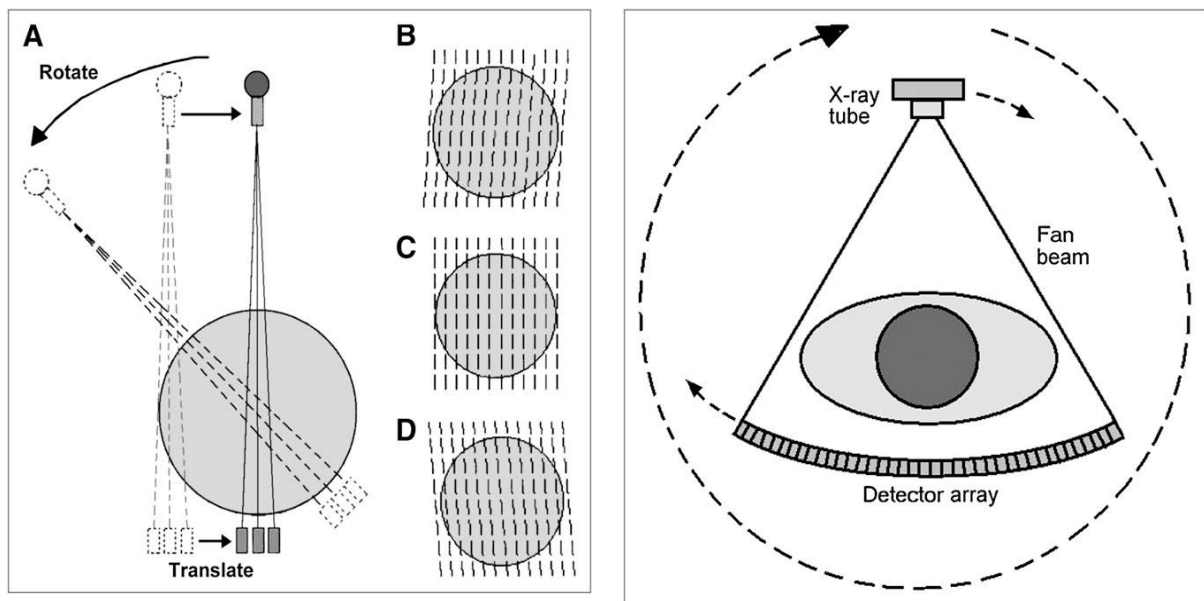 A
Rotate
Translate
B
C
D
X-ray
tube
Fan
beam
Detector array